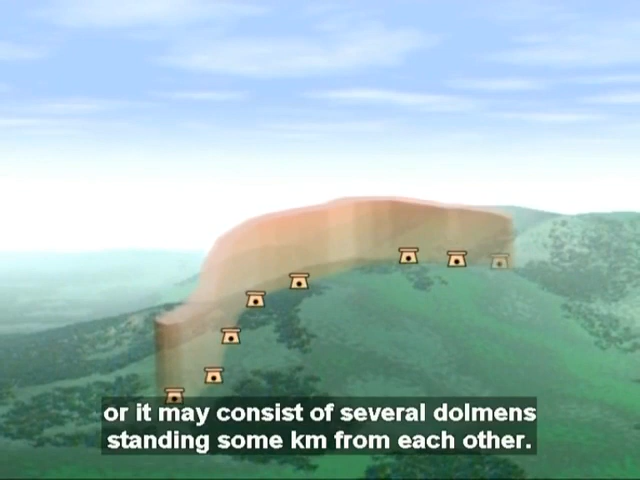 or it may consist of several dolmens
standing some km from each other.